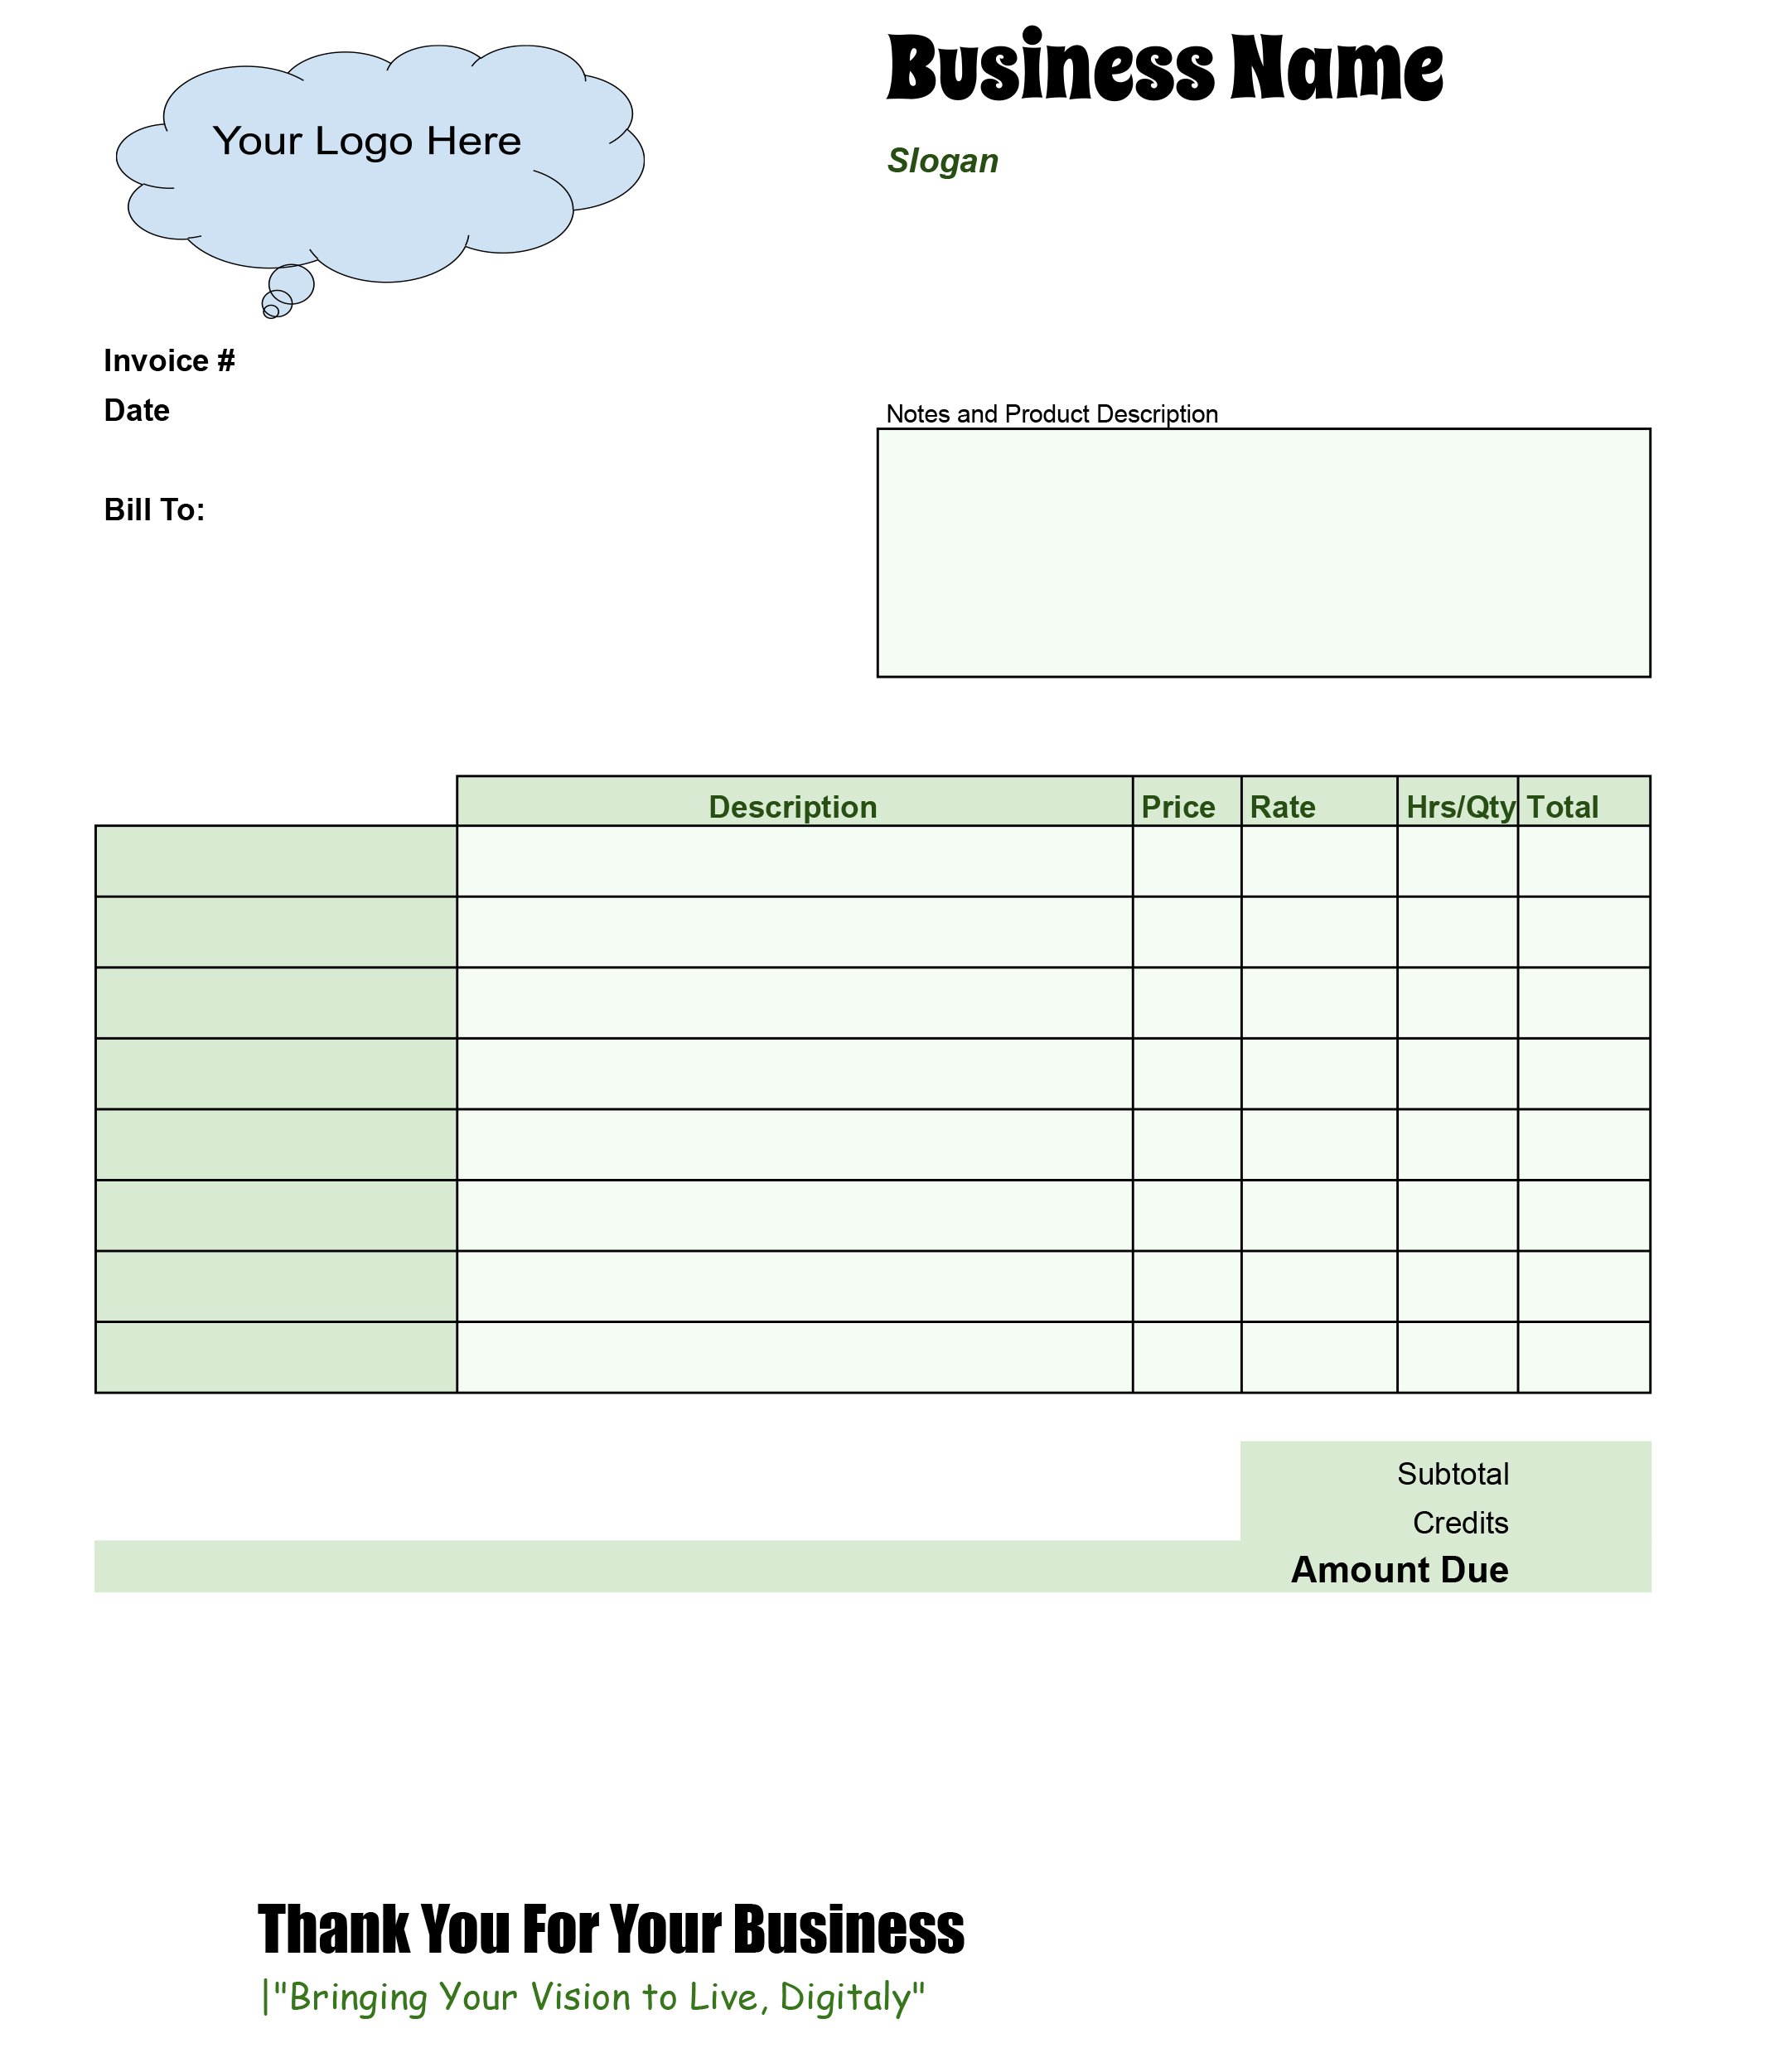 Business Name
Your Logo Here
Slogan
Invoice #
Date
Notes and Product Description
Bill To:
Description Price Rate Hrs/Qty Total
Subtotal
Credits
Amount Due
Thank You For Your Business
|"Bringing Your Vision to Live, Digitaly"